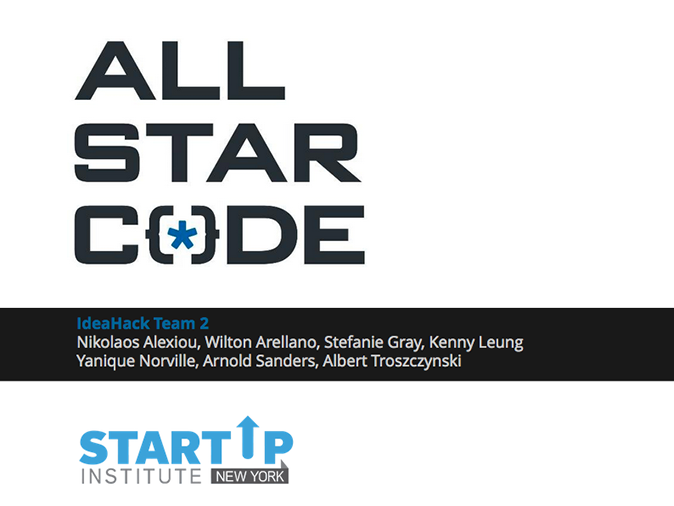 ALL
STAR
C{*}DE
IdeaHack Team 2
Nikolaos Alexiou, Wilton Arellano, Stefanie Gray, Kenny Leung
Yanique Norville, Arnold Sanders, Albert Troszczynski
STARTUP
INSTITUTE NEW YORK